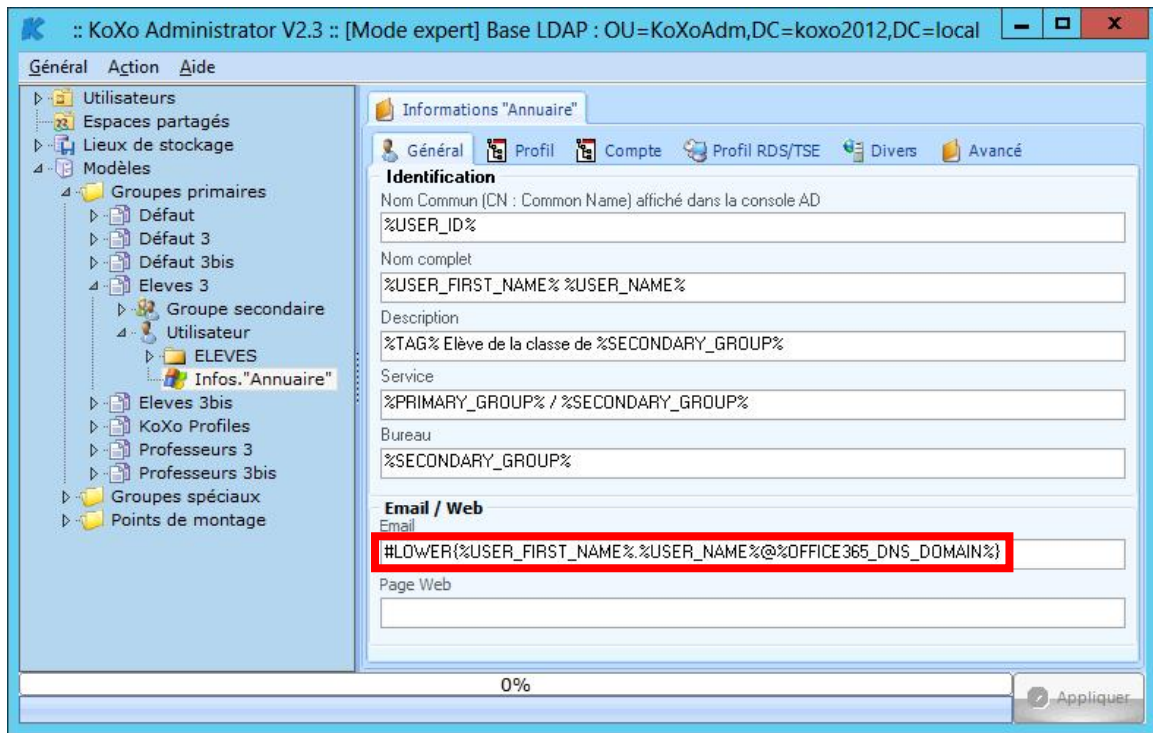 :: KoXo Administrator V2.3 :: [Mode expert] Base LDAP : OU=KoXoAdm,DC=koxo2012,DC=local
Général Action Aide
Utilisateurs
Espaces partagés
Lieux de stockage
Modèles
Groupes primaires
Défaut
Défaut 3
Défaut 3bis
Eleves 3
Groupe secondaire
Utilisateur
ELEVES
Infos."Annuaire"
Eleves 3bis
KoXo Profiles
Professeurs 3
Professeurs 3bis
Groupes spéciaux
Points de montage
Informations "Annuaire"
Général Profil Compte Profil RDS/TSE Divers Avancé
Identification
Nom Commun (CN : Common Name) affiché dans la console AD
%USER_ID%
Nom complet
%USER_FIRST_NAME% %USER_NAME%
Description
%TAG% Elève de la classe de %SECONDARY_GROUP%
Service
%PRIMARY_GROUP% / %SECONDARY_GROUP%
Bureau
%SECONDARY_GROUP%
Email / Web
Email
#LOWER{%USER_FIRST_NAME%.%USER_NAME%@%OFFICE365_DNS_DOMAIN%}
Page Web
0%
Appliquer